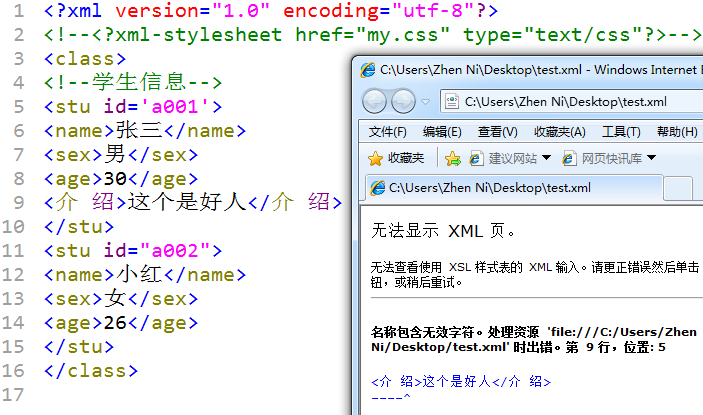 1 <?xml version="1.0" encoding="utf-8"?>
2 <!--<?xml-stylesheet href="my.css" type="text/css"?>-->
3 <class>
4 <!--学生信息-->
5 <stu id='a001'>
6 <name>张三</name>
7 <sex>男</sex>
8 <age>30</age>
9 <介 绍>这个是好人</介 绍>
10 </stu>
11 <stu id="a002">
12 <name>小红</name>
13 <sex>女</sex>
14 <age>26</age>
15 </stu>
16 </class>
17
C:\Users\Zhen Ni\Desktop\test.xml - Windows Internet
C:\Users\Zhen Ni\Desktop\test.xml
文件(F) 编辑(E) 查看(V) 收藏夹(A) 工具(T) 帮助(H)
收藏夹 建议网站 网页快讯库
C:\Users\Zhen Ni\Desktop\test.xml
无法显示 XML 页。
无法查看使用 XSL 样式表的 XML 输入。请更正错误然后单击
钮，或稍后重试。
名称包含无效字符。处理资源 'file:///C:/Users/Zhen
Ni/Desktop/test.xml' 时出错。第 9 行，位置: 5
<介 绍>这个是好人</介 绍>
----^